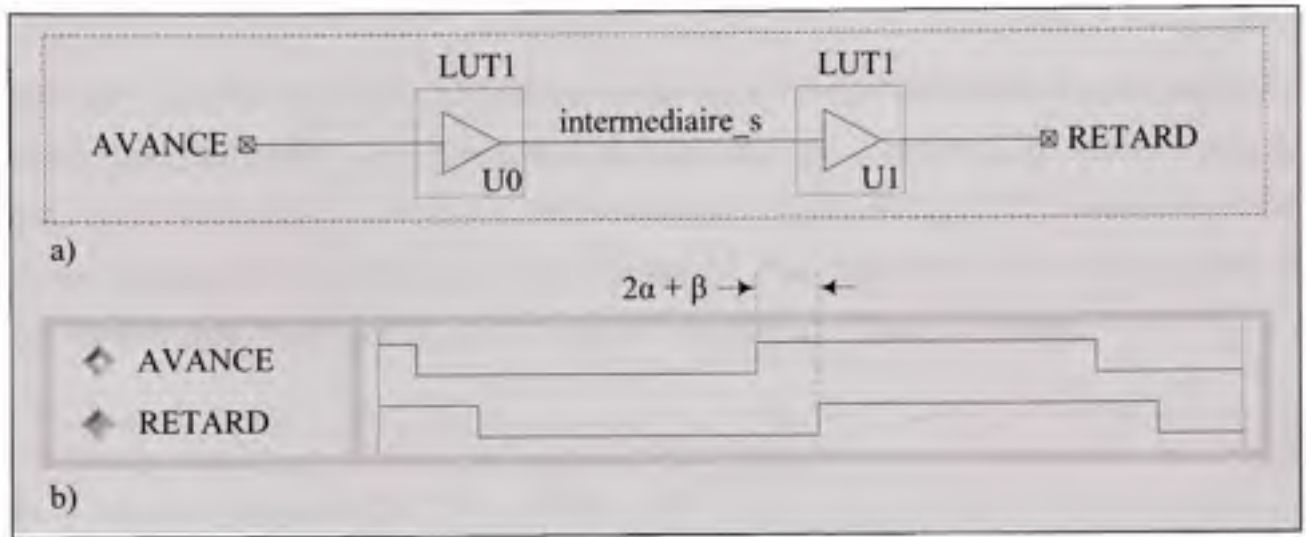 LUT1 LUT1
AVANCE intermediaire_s RETARD
U0 U1
a)
2α + β
AVANCE
RETARD
b)